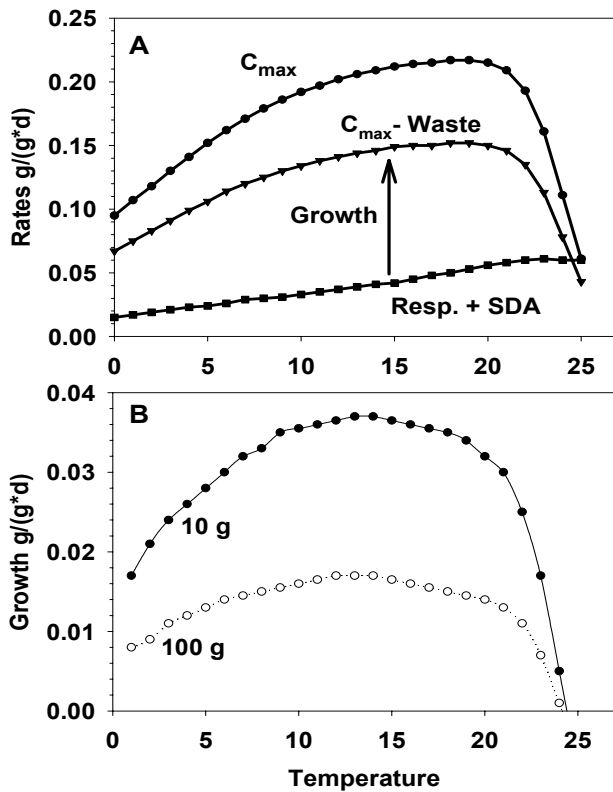 A
Rates g/(g*d)
0.25
0.20
0.15
0.10
0.05
0.00
Cmax
Cmax- Waste
Growth
Resp. + SDA
0 5 10 15 20 25
B
Growth g/(g*d)
0.04
0.03
0.02
0.01
0.00
10 g
100 g
0 5 10 15 20 25
Temperature